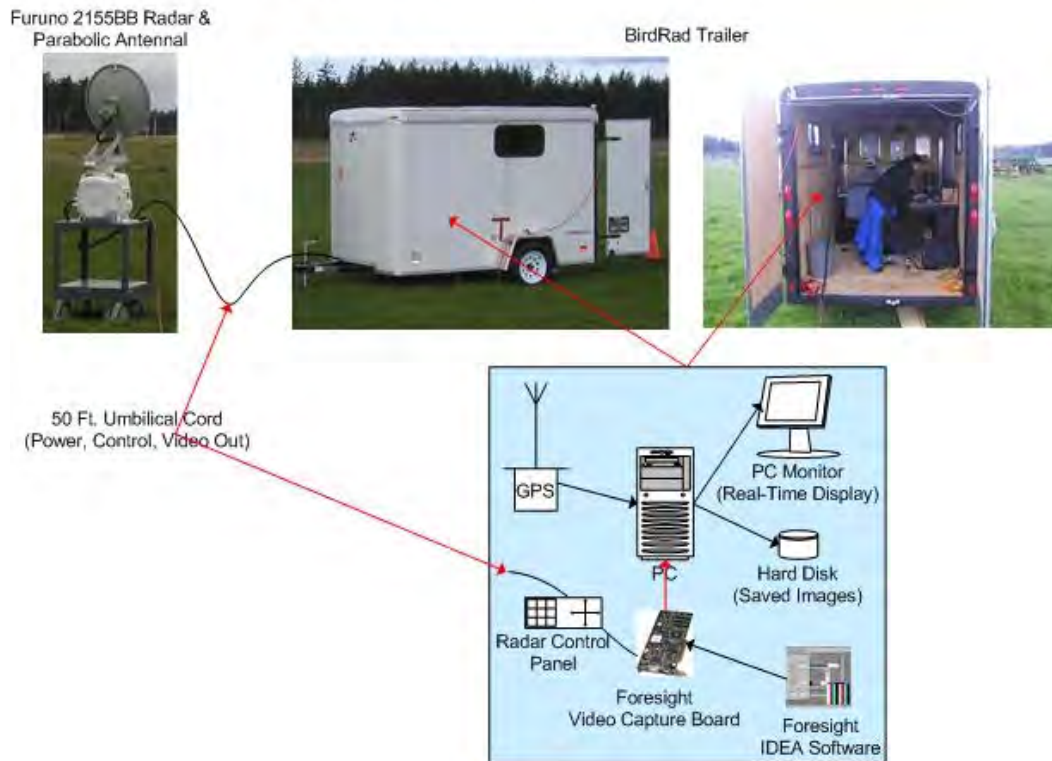 Furuno 2155BB Radar &
Parabolic Antennal
BirdRad Trailer
50 Ft. Umbilical Cord
(Power, Control, Video Out)
GPS
PC
PC Monitor
(Real-Time Display)
Hard Disk
(Saved Images)
Radar Control
Panel
Foresight
Video Capture Board
Foresight
IDEA Software